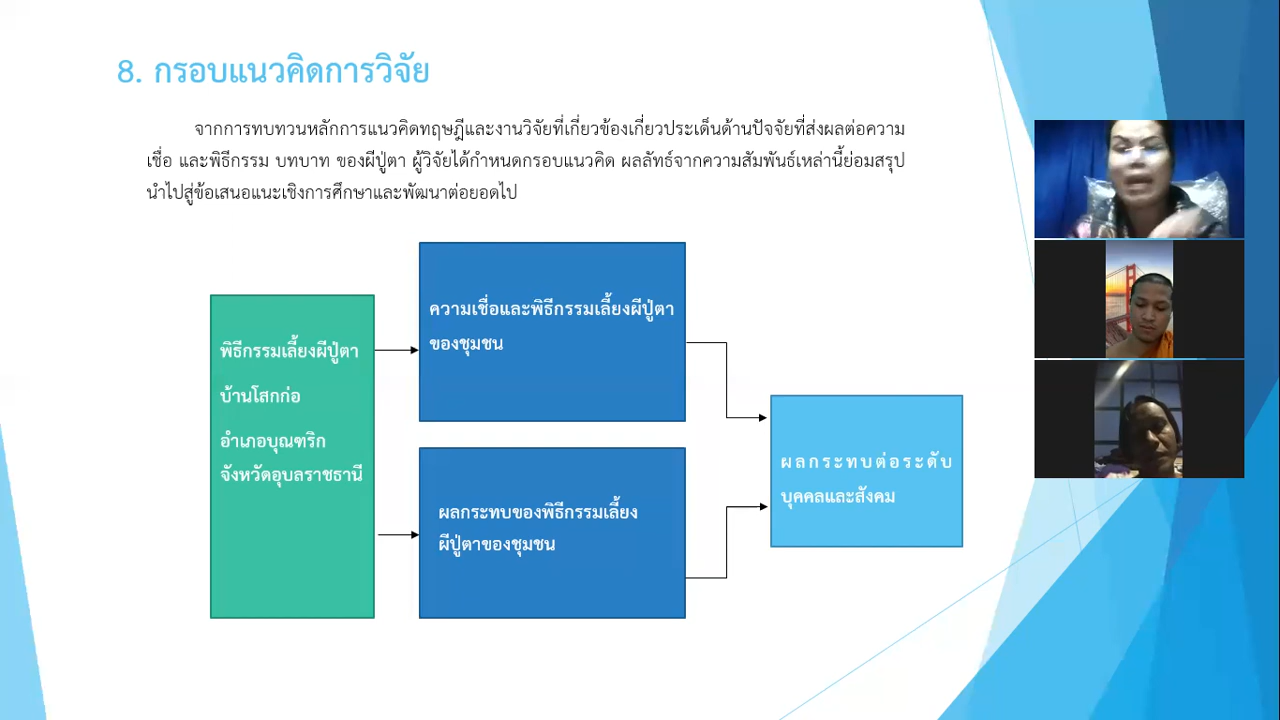 8. กรอบแนวคิดการวิจัย
จากการทบทวนหลักการแนวคิดทฤษฎีและงานวิจัยที่เกี่ยวข้องเกี่ยวประเด็นด้านปัจจัยที่ส่งผลต่อความ
เชื่อ และพิธีกรรม บทบาท ของผีปู่ตา ผู้วิจัยได้กำหนดกรอบแนวคิด ผลลัทธ์จากความสัมพันธ์เหล่านี้ย่อมสรุป
นำไปสู่ข้อเสนอแนะเชิงการศึกษาและพัฒนาต่อยอดไป
พิธีกรรมเลี้ยงผีปู่ตา
บ้านโสกก่อ
อำเภอบุณฑริก
จังหวัดอุบลราชธานี
ความเชื่อและพิธีกรรมเลี้ยงผีปู่ตา
ของชุมชน
ผลกระทบของพิธีกรรมเลี้ยง
ผีปู่ตาของชุมชน
ผลกระทบต่อระดับ
บุคคลและสังคม